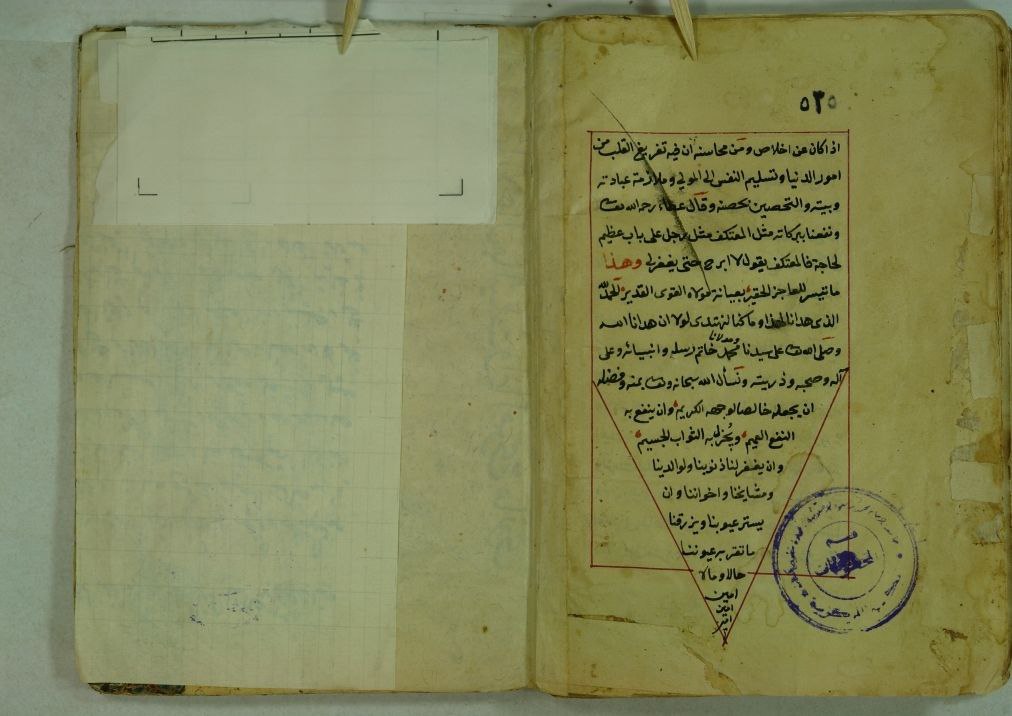 ٥٣٥
اذا كان عن اخلاص ومن محاسنه ان فيه تفريغ القلب من
امور الدنيا وتسليم النفس الى المولى وملازمة عبادته
وبيته والتحصين بحصنه وقال عطاء رحمه الله تعالى
ونفعنا ببركاته مثل المعتكف مثل رجل على باب عظيم
لحاجة فالمعتكف يقول لا ابرح حتى يغفر لي وهذا
ما تيسر للعاجز الحقير بعناية مولاه القوى القدير الحمد لله
الذى هدانا لهذا وما كنا لنهتدى لولا ان هدانا الله
وصلى الله تعالى على سيدنا ومولانا محمد خاتم رسله وانبيائه وعلى
آله وصحبه وذريته ونسأل الله سبحانه وتعالى بمنه وفضله
ان يجعله خالصا لوجهه الكريم وان ينفع به
النفع العميم ويجزل به الثواب الجسيم
وان يغفر لنا ذنوبنا ولوالدينا
ومشايخنا واخواننا وان
يستر عيوبنا ويرزقنا
ما تقر به عيوننا
حالا ومالا
امين
امين
امين